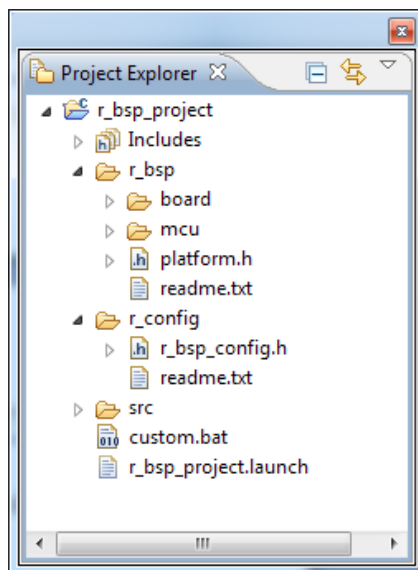 Project Explorer
r_bsp_project
Includes
r_bsp
board
mcu
platform.h
readme.txt
r_config
r_bsp_config.h
readme.txt
src
custom.bat
r_bsp_project.launch